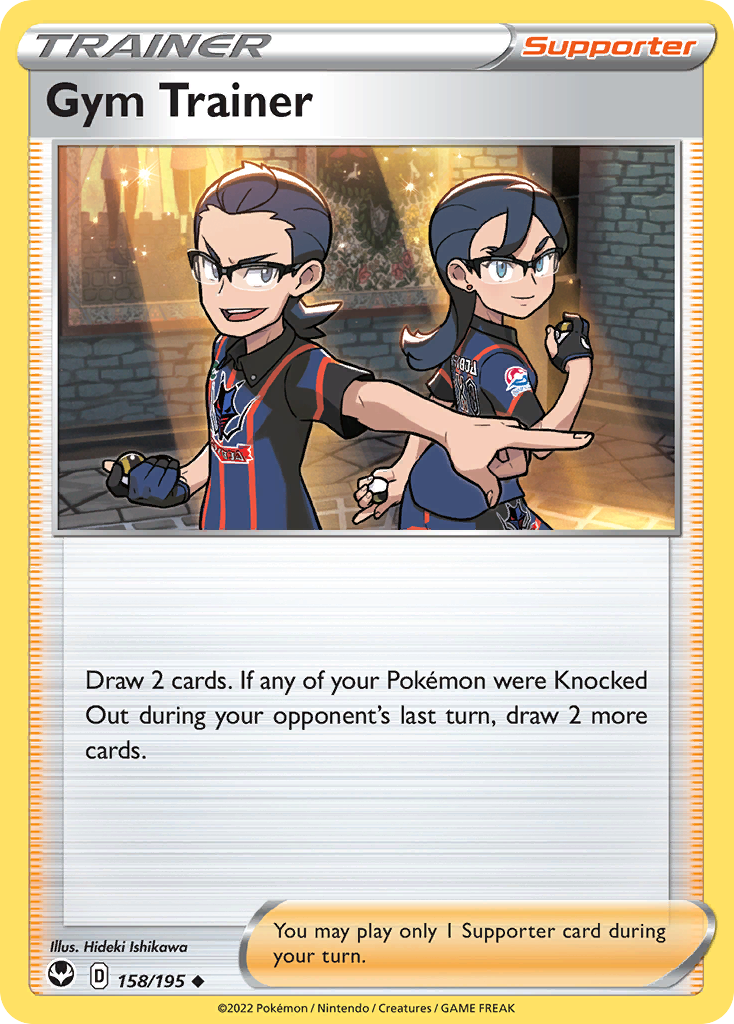 TRAINER
Supporter
Gym Trainer
Draw 2 cards. If any of your Pokémon were Knocked
Out during your opponent's last turn, draw 2 more
cards.
You may play only 1 Supporter card during
your turn.
Illus. Hideki Ishikawa
D 158/195
©2022 Pokémon / Nintendo / Creatures / GAME FREAK